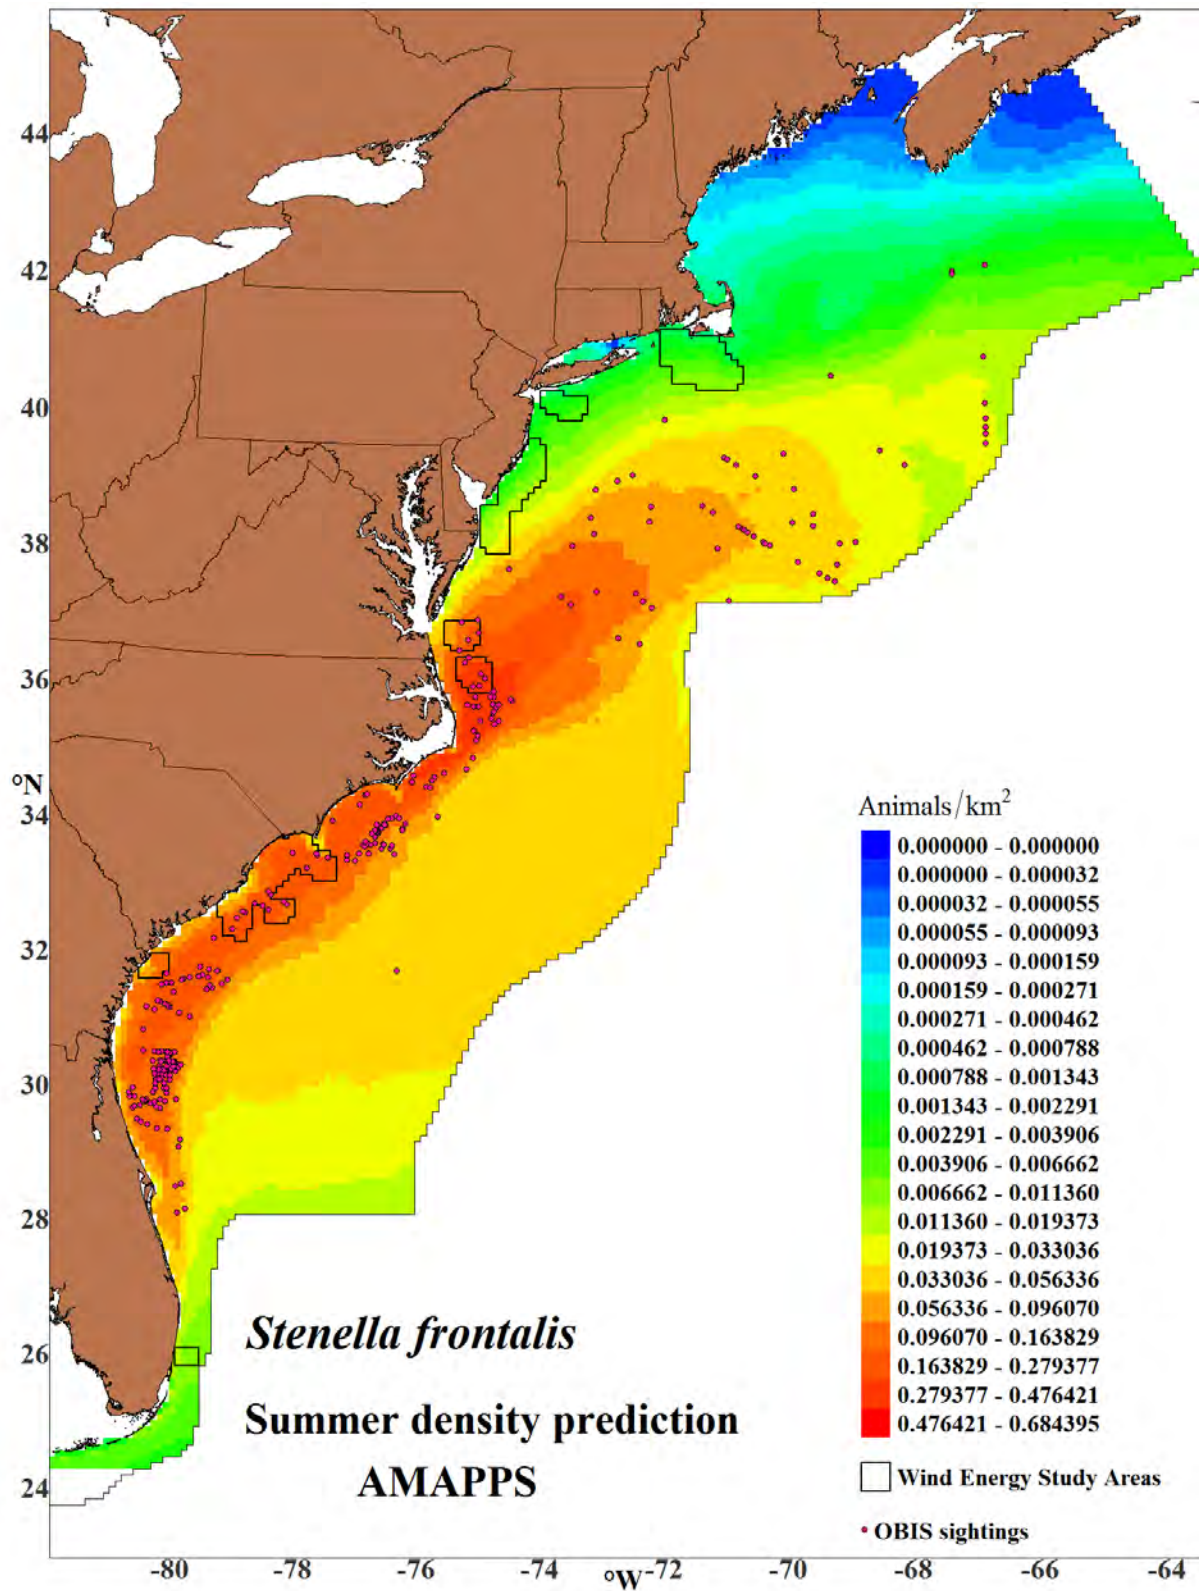 44
42
40
38
36
°N
34
32
30
28
26
24
-80
-78
-76
-74
°W
-72
-70
-68
-66
-64
Animals/km²
0.000000 - 0.000000
0.000000 - 0.000032
0.000032 - 0.000055
0.000055 - 0.000093
0.000093 - 0.000159
0.000159 - 0.000271
0.000271 - 0.000462
0.000462 - 0.000788
0.000788 - 0.001343
0.001343 - 0.002291
0.002291 - 0.003906
0.003906 - 0.006662
0.006662 - 0.011360
0.011360 - 0.019373
0.019373 - 0.033036
0.033036 - 0.056336
0.056336 - 0.096070
0.096070 - 0.163829
0.163829 - 0.279377
0.279377 - 0.476421
0.476421 - 0.684395
Wind Energy Study Areas
OBIS sightings
Stenella frontalis
Summer density prediction
AMAPPS